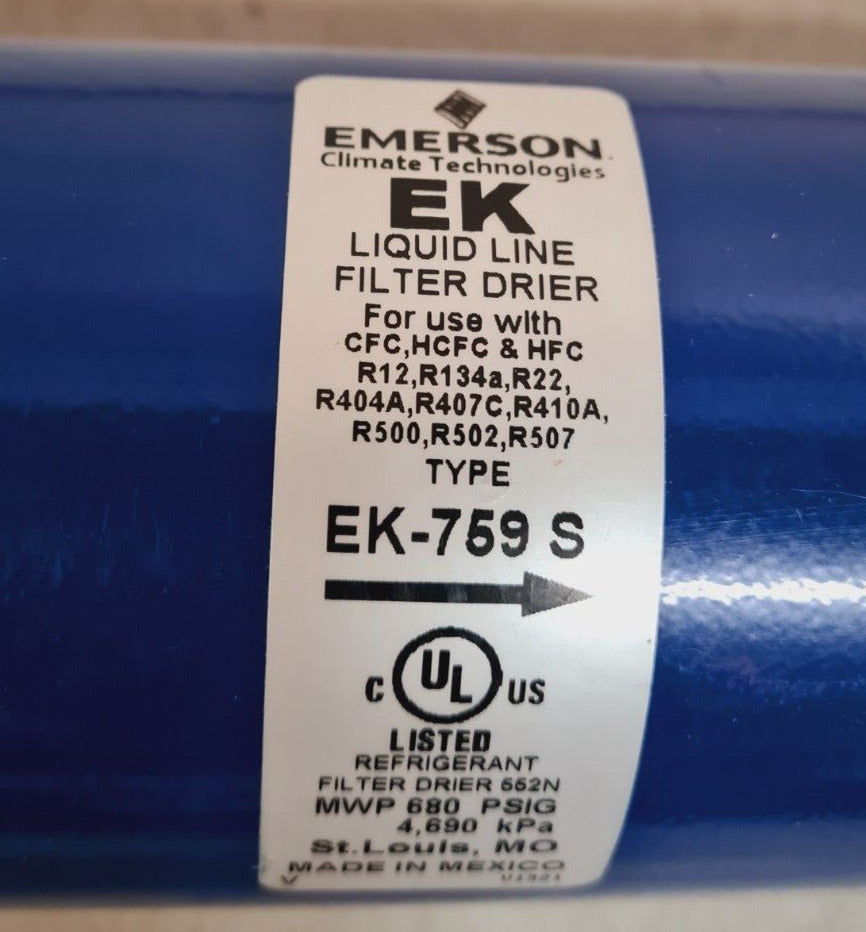 EMERSON
Climate Technologies
EK
LIQUID LINE
FILTER DRIER
For use with
CFC,HCFC & HFC
R12,R134a,R22,
R404A,R407C,R410A,
R500,R502,R507
TYPE
EK-759 S
C UL US
LISTED
REFRIGERANT
FILTER DRIER 552N
MWP 680 PSIG
4,690 kPa
St.Louis, MO
MADE IN MEXICO
V